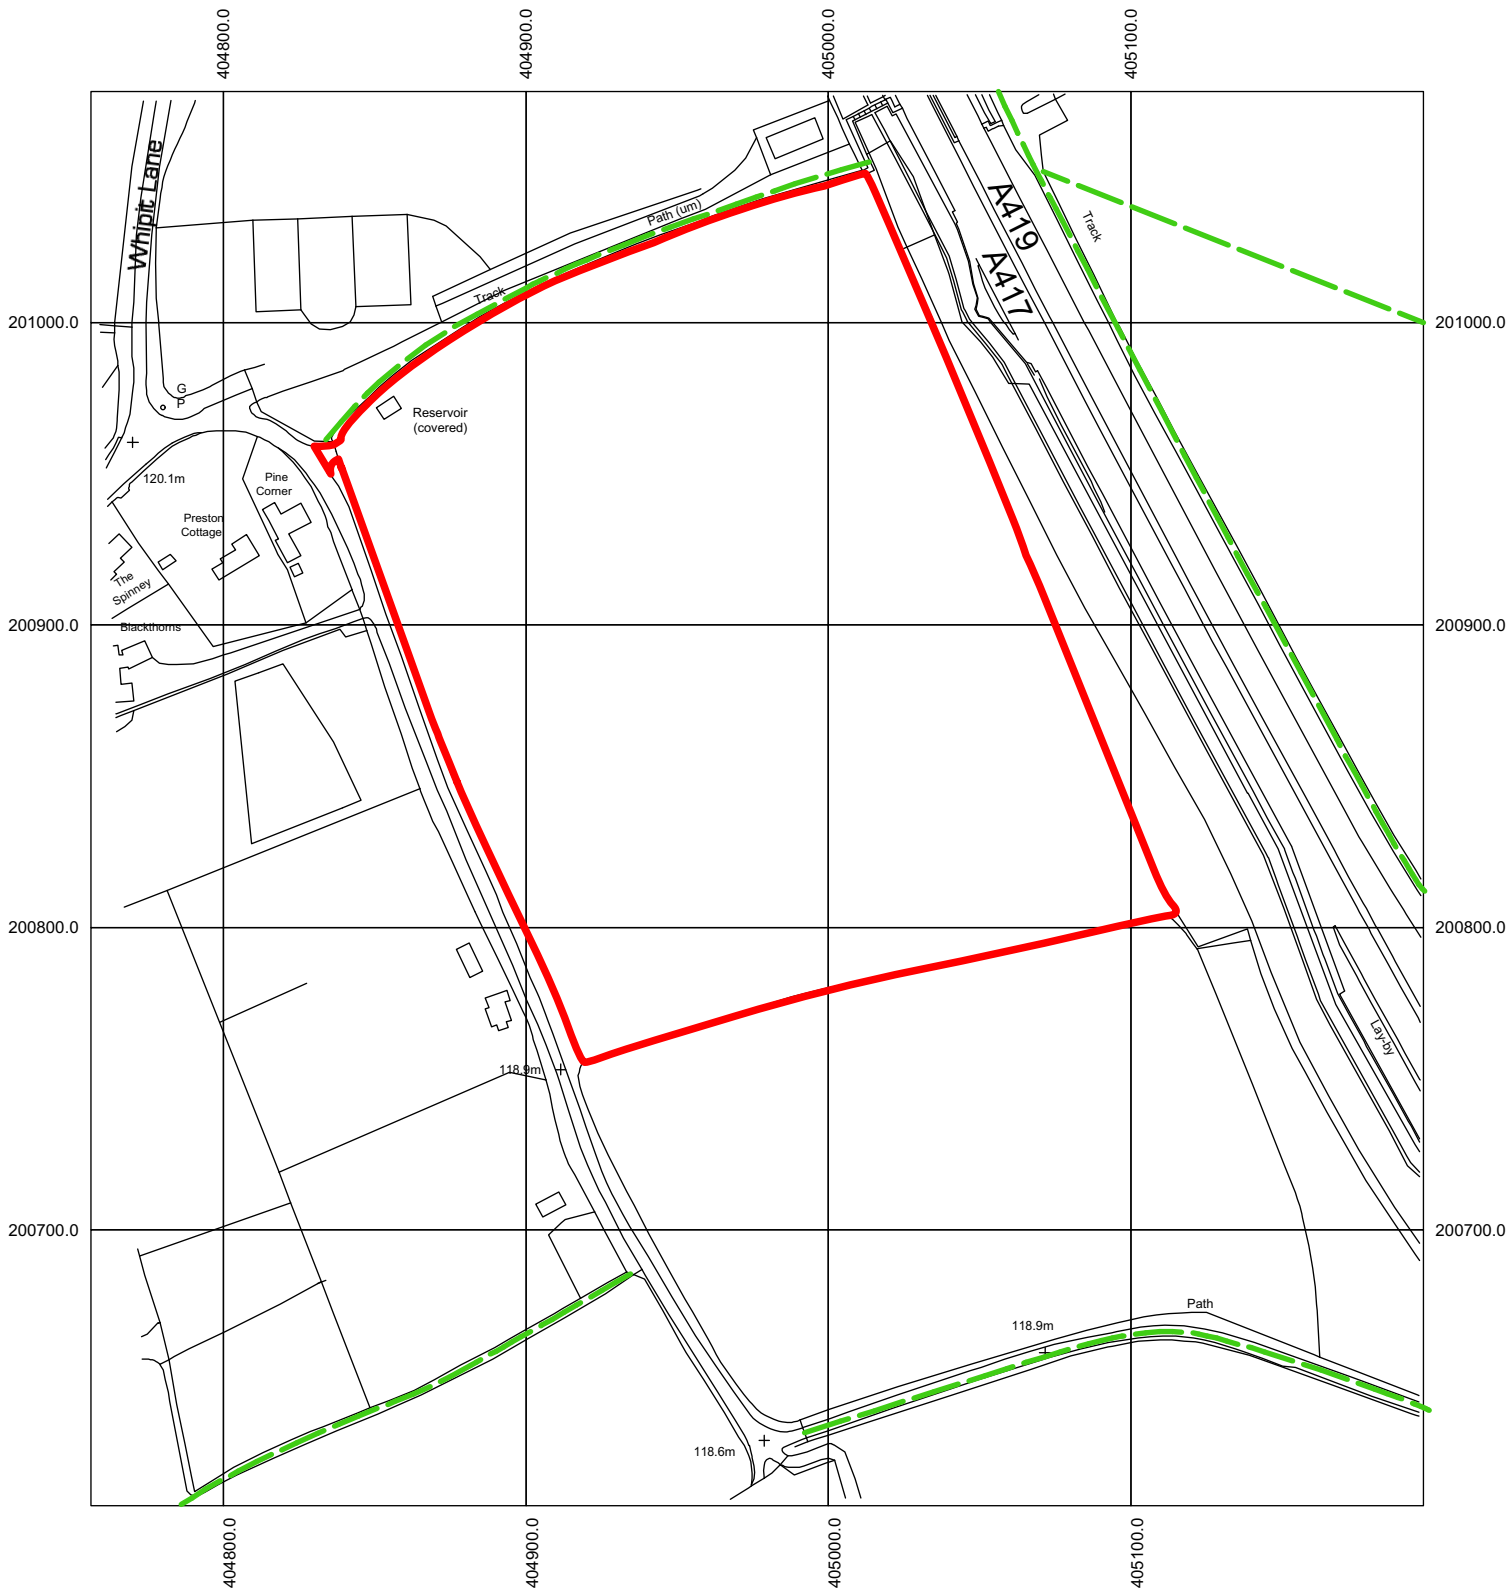 404800.0
404900.0
405000.0
405100.0
Whipit Lane
Path (um)
A419
A417
Track
Track
201000.0
201000.0
G
P
Reservoir
(covered)
120.1m
Pine
Corner
Preston
Cottage
The
Spinney
Blackthorns
200900.0
200900.0
200800.0
200800.0
Lay-by
118.9m
200700.0
200700.0
Path
118.9m
118.6m
404800.0
404900.0
405000.0
405100.0